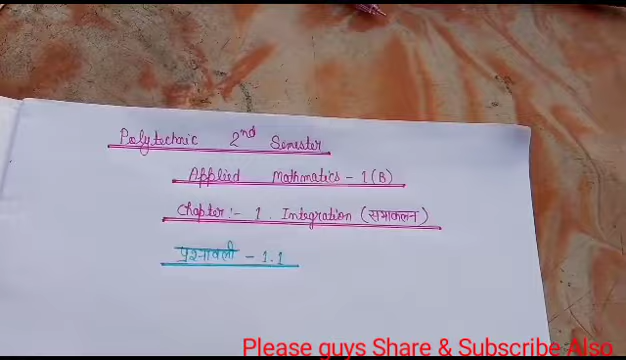 Polytechnic 2nd Semester
Applied Mathmatics - 1(B)
Chapter:- 1. Integration (समाकलन)
प्रश्नावली - 1.1
Please guys Share & Subscribe Also